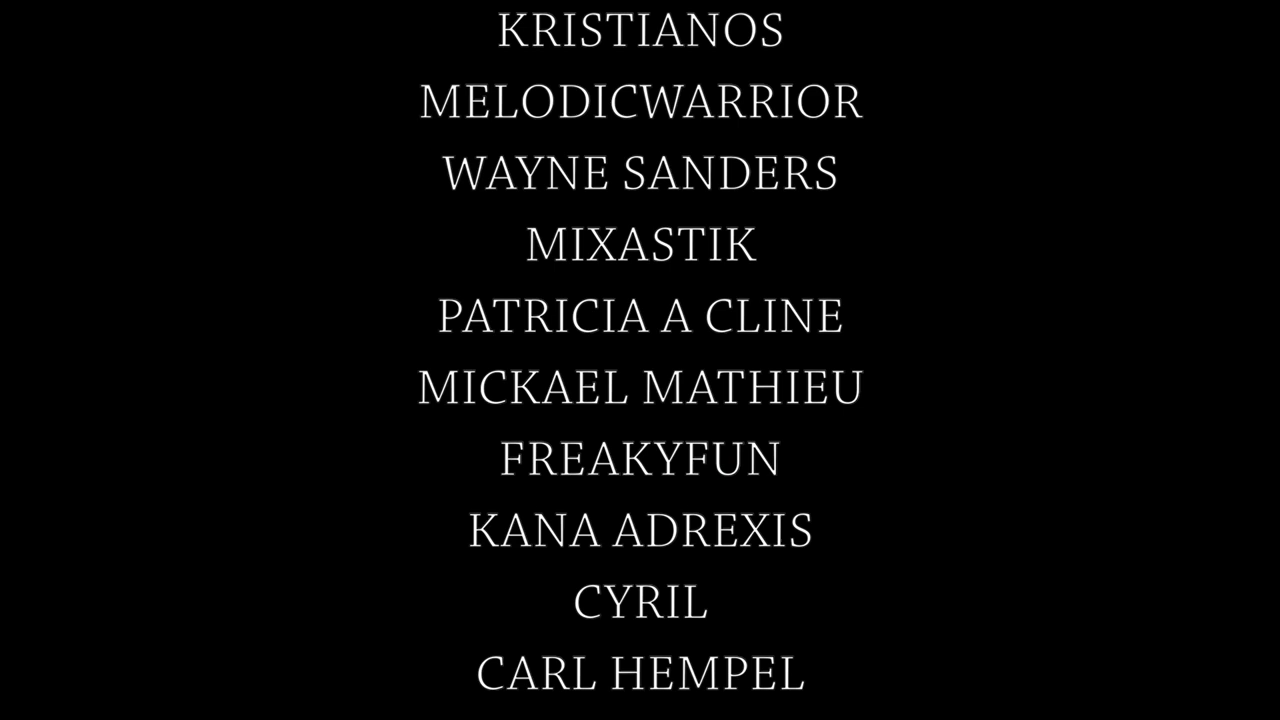 KRISTIANOS
MELODICWARRIOR
WAYNE SANDERS
MIXASTIK
PATRICIA A CLINE
MICKAEL MATHIEU
FREAKYFUN
KANA ADREXIS
CYRIL
CARL HEMPEL